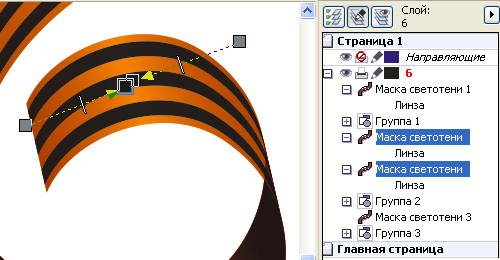 Слой:
6
Страница 1
Направляющие
6
Маска светотени 1
Линза
Группа 1
Маска светотени
Линза
Маска светотени
Линза
Группа 2
Маска светотени 3
Группа 3
Главная страница